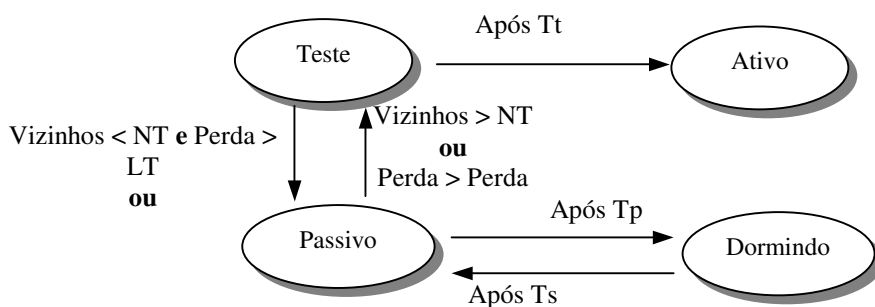 Após Tt
Teste
Ativo
Vizinhos < NT e Perda >
LT
ou
Vizinhos > NT
ou
Perda > Perda
Após Tp
Passivo
Dormindo
Após Ts